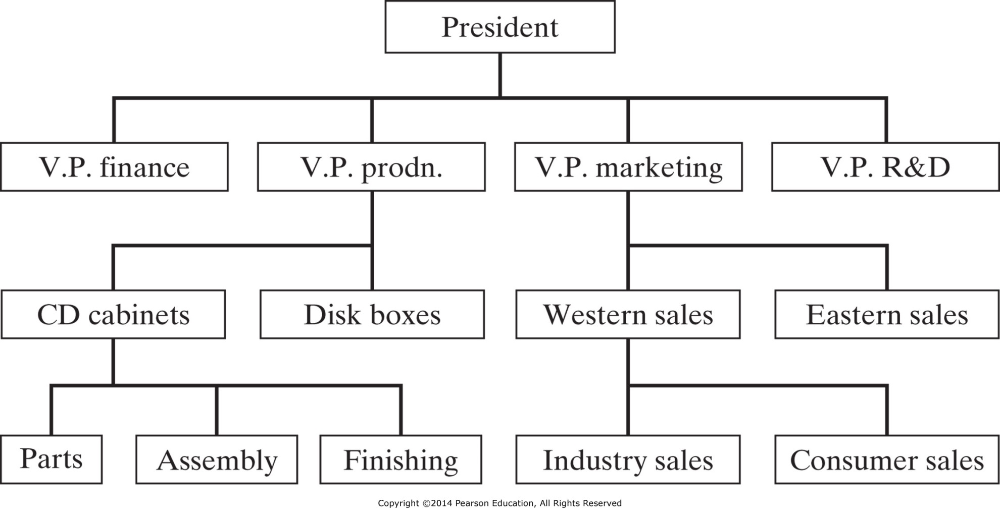 President
V.P. finance
V.P. prodn.
V.P. marketing
V.P. R&D
CD cabinets
Disk boxes
Western sales
Eastern sales
Parts
Assembly
Finishing
Industry sales
Consumer sales
Copyright ©2014 Pearson Education, All Rights Reserved